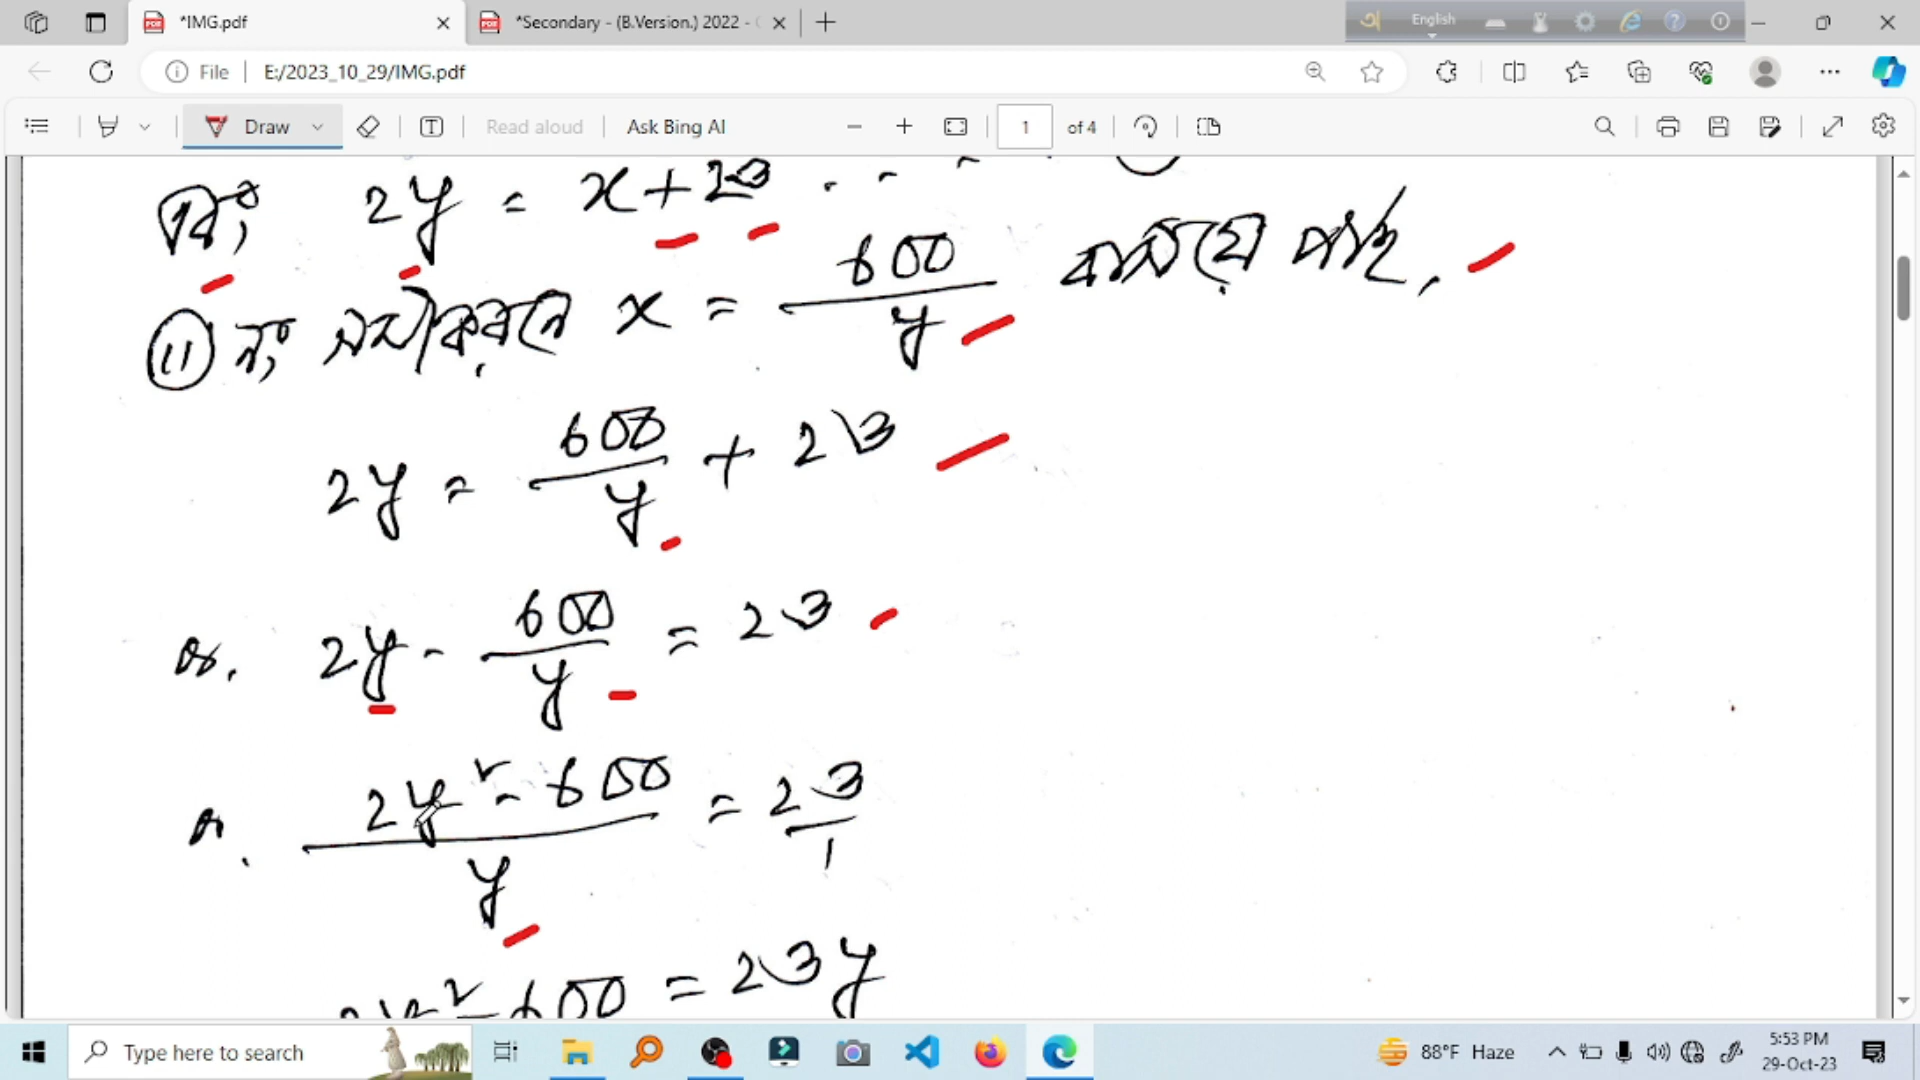 *IMG.pdf
*Secondary - (B.Version.) 2022 -
English
File E:/2023_10_29/IMG.pdf
Draw
Read aloud
Ask Bing AI
1 of 4
2y = x + 23
(11) নং সমীকরণে x = 600/y বসিয়ে পাই,
2y = 600/y + 23
বা, 2y - 600/y = 23
বা, (2y² - 600)/y = 23/1
2y² - 600 = 23y
Type here to search
88°F Haze
5:53 PM
29-Oct-23